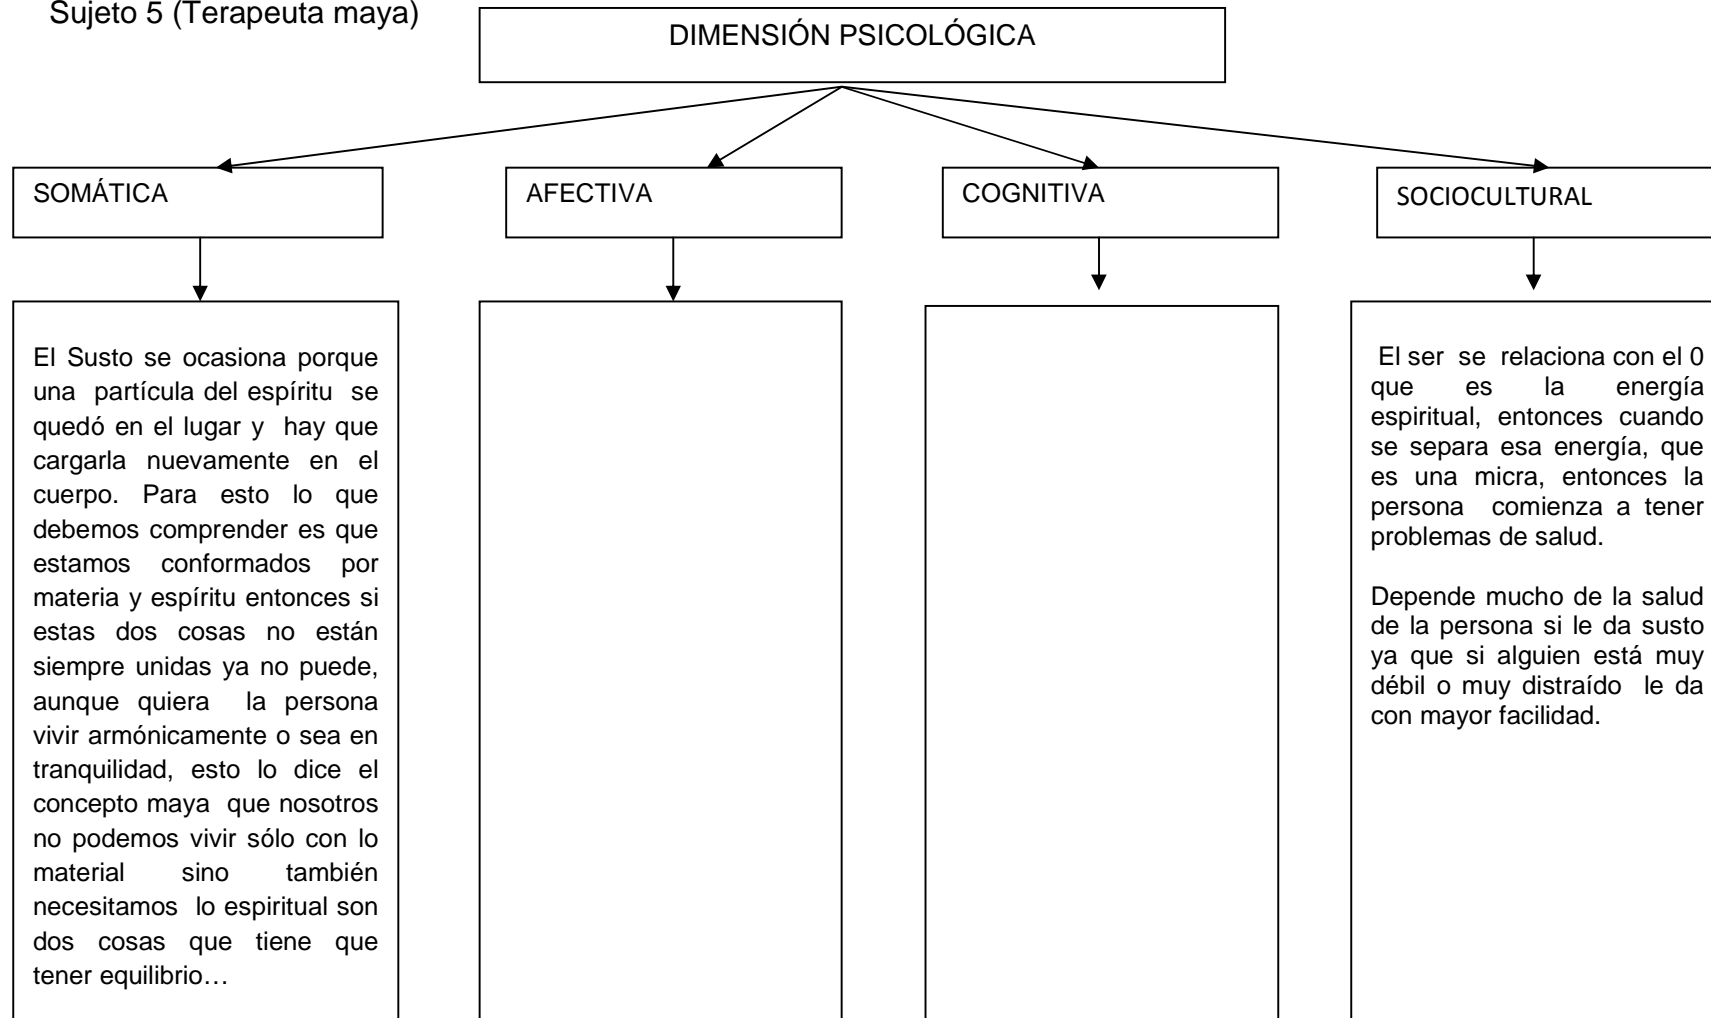 Sujeto 5 (Terapeuta maya)
DIMENSIÓN PSICOLÓGICA
SOMÁTICA
AFECTIVA
COGNITIVA
SOCIOCULTURAL
El Susto se ocasiona porque
una partícula del espíritu se
quedó en el lugar y hay que
cargarla nuevamente en el
cuerpo. Para esto lo que
debemos comprender es que
estamos conformados por
materia y espíritu entonces si
estas dos cosas no están
siempre unidas ya no puede,
aunque quiera la persona
vivir armónicamente o sea en
tranquilidad, esto lo dice el
concepto maya que nosotros
no podemos vivir sólo con lo
material sino también
necesitamos lo espiritual son
dos cosas que tiene que
tener equilibrio…
El ser se relaciona con el 0
que es la energía
espiritual, entonces cuando
se separa esa energía, que
es una micra, entonces la
persona comienza a tener
problemas de salud.
Depende mucho de la salud
de la persona si le da susto
ya que si alguien está muy
débil o muy distraído le da
con mayor facilidad.